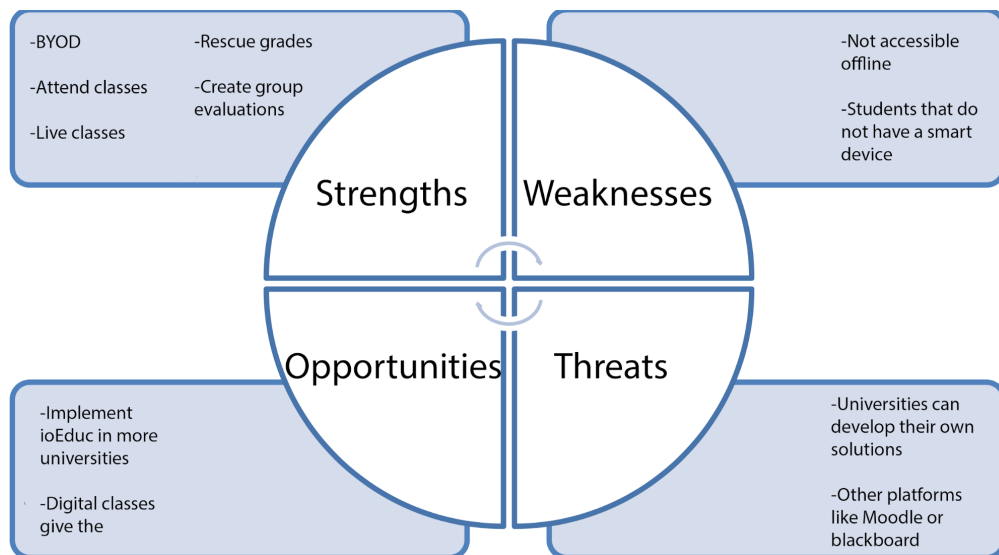 -BYOD
-Attend classes
-Live classes
-Rescue grades
-Create group
evaluations
-Not accessible
offline
-Students that do
not have a smart
device
Strengths
Weaknesses
Opportunities
Threats
-Implement
ioEduc in more
universities
-Digital classes
give the
-Universities can
develop their own
solutions
-Other platforms
like Moodle or
blackboard